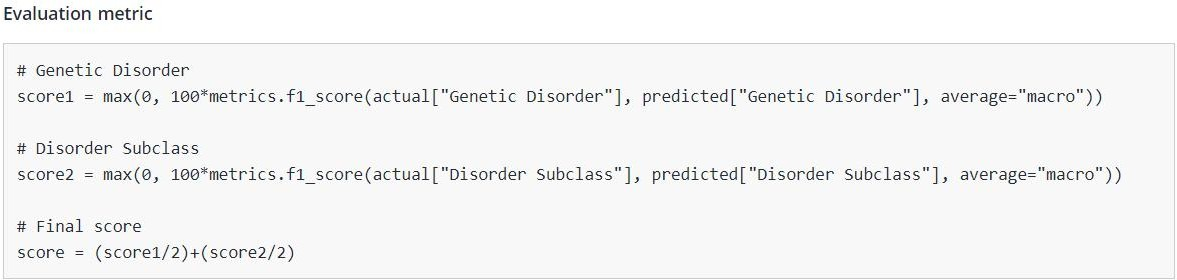 Evaluation metric
# Genetic Disorder
score1 = max(0, 100*metrics.f1_score(actual["Genetic Disorder"], predicted["Genetic Disorder"], average="macro"))
# Disorder Subclass
score2 = max(0, 100*metrics.f1_score(actual["Disorder Subclass"], predicted["Disorder Subclass"], average="macro"))
# Final score
score = (score1/2)+(score2/2)